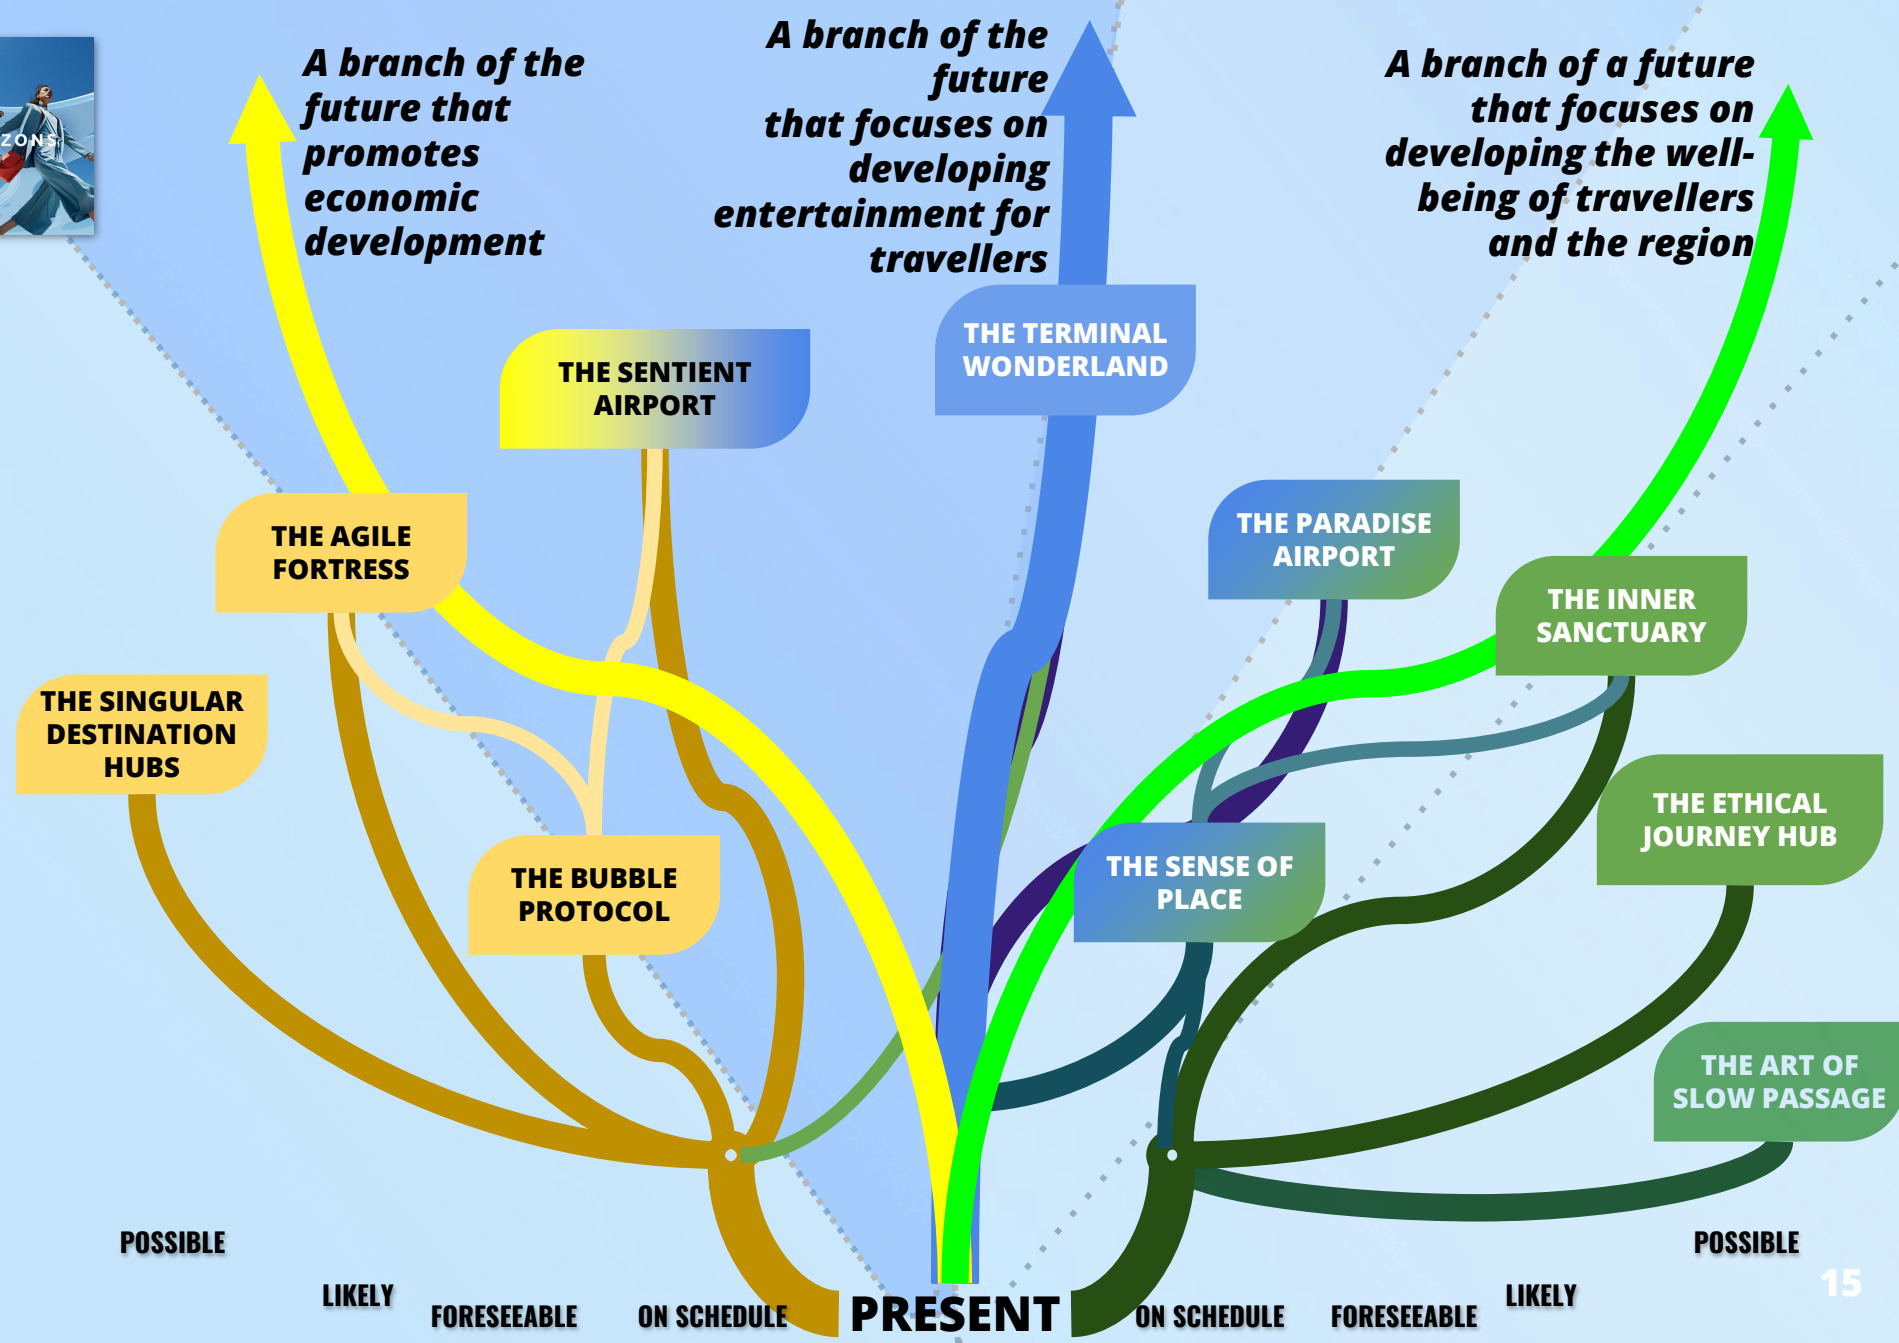 A branch of the
future that
promotes
economic
development
A branch of the
future
that focuses on
developing
entertainment for
travellers
A branch of a future
that focuses on
developing the well-
being of travellers
and the region
ZONS
THE TERMINAL
WONDERLAND
THE SENTIENT
AIRPORT
THE AGILE
FORTRESS
THE PARADISE
AIRPORT
THE INNER
SANCTUARY
THE SINGULAR
DESTINATION
HUBS
THE ETHICAL
JOURNEY HUB
THE BUBBLE
PROTOCOL
THE SENSE OF
PLACE
THE ART OF
SLOW PASSAGE
POSSIBLE
LIKELY
FORESEEABLE
ON SCHEDULE
PRESENT
ON SCHEDULE
FORESEEABLE
LIKELY
POSSIBLE
15